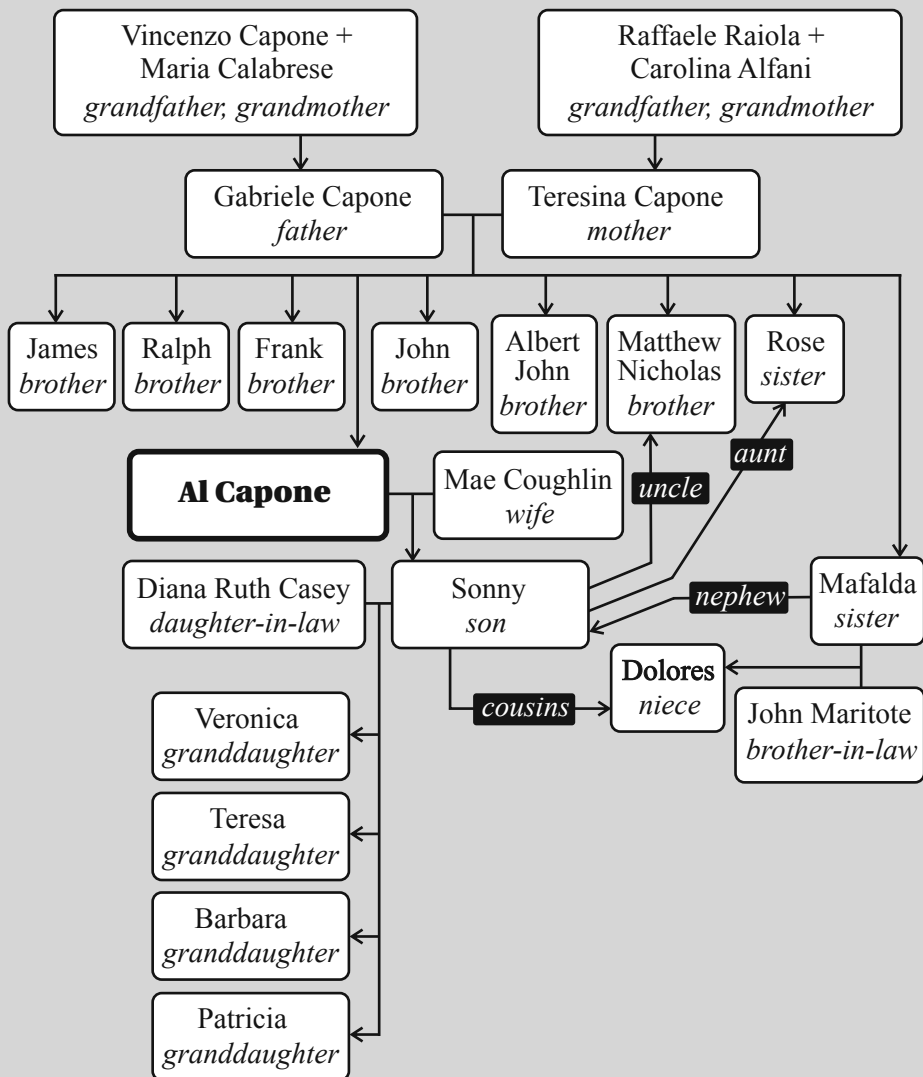 Vincenzo Capone +
Maria Calabrese
grandfather, grandmother
Raffaele Raiola +
Carolina Alfani
grandfather, grandmother
Gabriele Capone
father
Teresina Capone
mother
James
brother
Ralph
brother
Frank
brother
John
brother
Albert
John
brother
Matthew
Nicholas
brother
Rose
sister
aunt
uncle
Al Capone
Mae Coughlin
wife
Diana Ruth Casey
daughter-in-law
Sonny
son
nephew
Mafalda
sister
Dolores
niece
cousins
John Maritote
brother-in-law
Veronica
granddaughter
Teresa
granddaughter
Barbara
granddaughter
Patricia
granddaughter